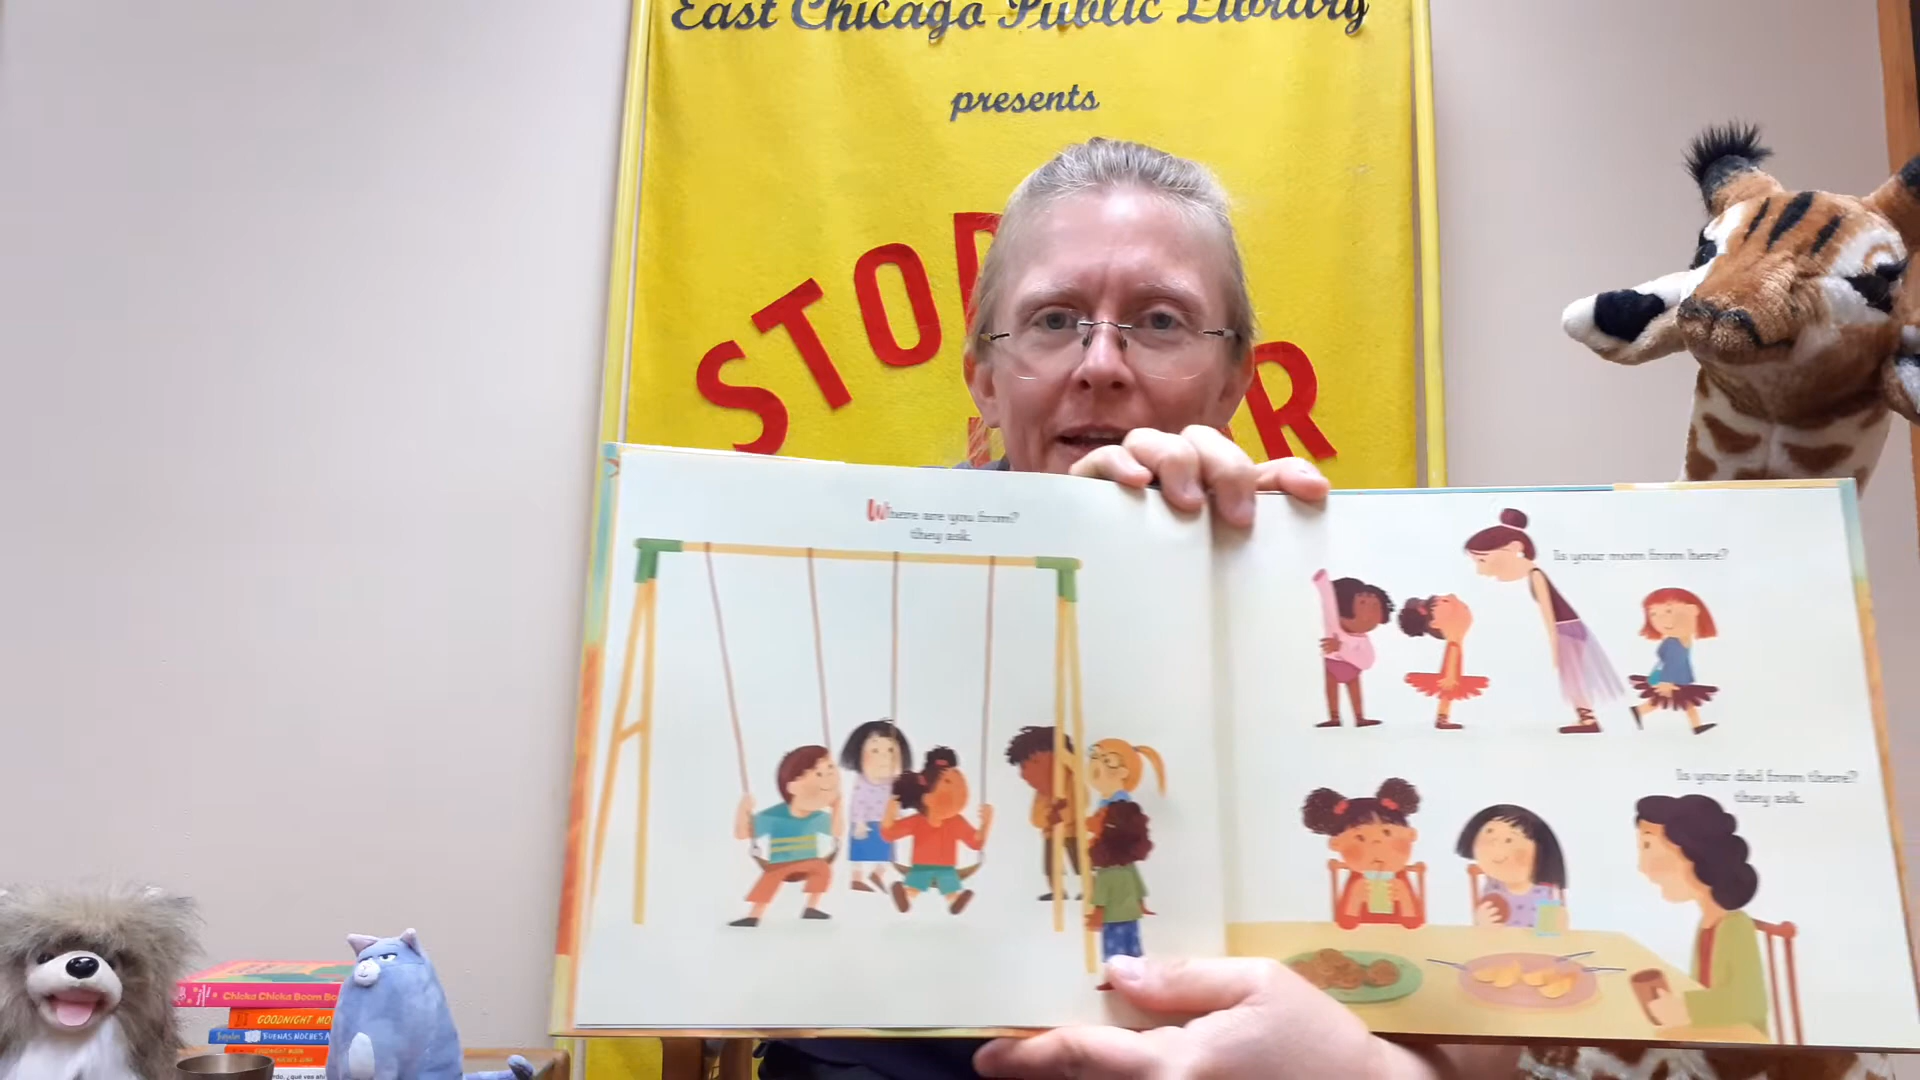 East Chicago Public Library
presents
STO
R
Where are you from?
they ask.
Is your mom from here?
Is your dad from there?
they ask.
Chicka Chicka Boom Bo
GOODNIGHT MO
BUENAS NOCHES